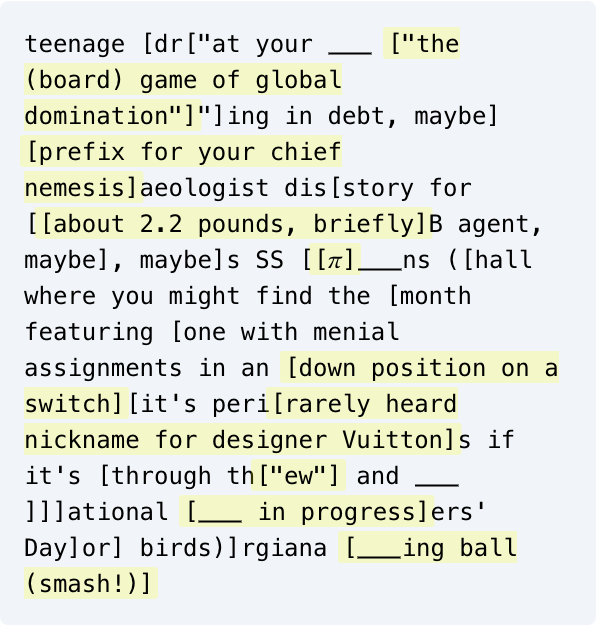 teenage [dr["at your ___ ["the
(board) game of global
domination"]"]ing in debt, maybe]
[prefix for your chief
nemesis]aeologist dis[story for
[[about 2.2 pounds, briefly]B agent,
maybe], maybe]s SS [[π]___ns ([hall
where you might find the [month
featuring [one with menial
assignments in an [down position on a
switch][it's peri[rarely heard
nickname for designer Vuitton]s if
it's [through th["ew"] and ___
]]]ational [___ in progress]ers'
Day]or] birds)]rgiana [___ing ball
(smash!)]